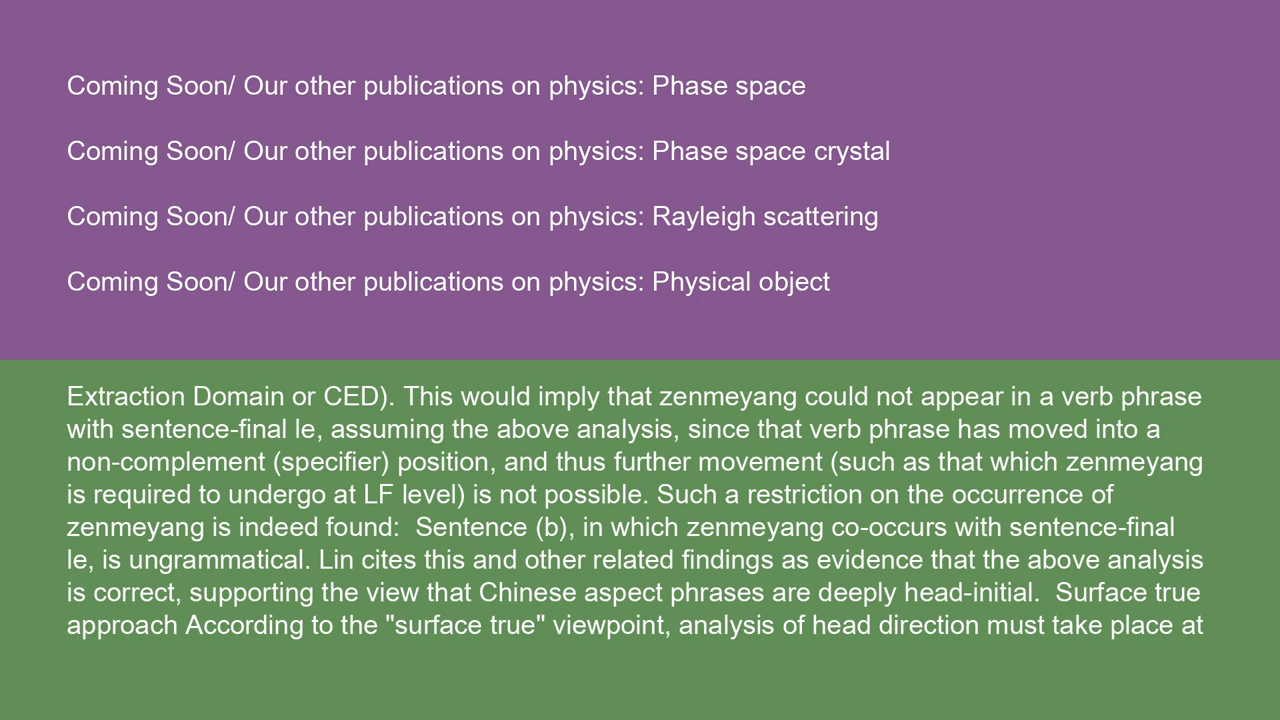 Coming Soon/ Our other publications on physics: Phase space
Coming Soon/ Our other publications on physics: Phase space crystal
Coming Soon/ Our other publications on physics: Rayleigh scattering
Coming Soon/ Our other publications on physics: Physical object
Extraction Domain or CED). This would imply that zenmeyang could not appear in a verb phrase
with sentence-final le, assuming the above analysis, since that verb phrase has moved into a
non-complement (specifier) position, and thus further movement (such as that which zenmeyang
is required to undergo at LF level) is not possible. Such a restriction on the occurrence of
zenmeyang is indeed found:  Sentence (b), in which zenmeyang co-occurs with sentence-final
le, is ungrammatical. Lin cites this and other related findings as evidence that the above analysis
is correct, supporting the view that Chinese aspect phrases are deeply head-initial.  Surface true
approach According to the "surface true" viewpoint, analysis of head direction must take place at